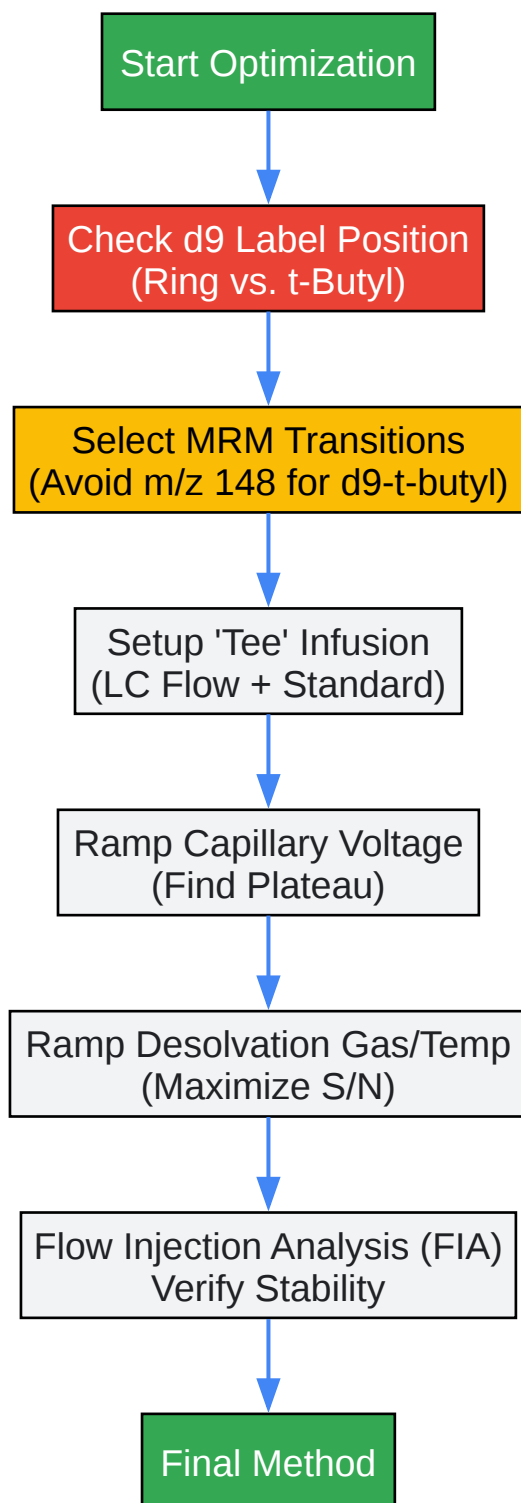 Start Optimization
Check d9 Label Position
(Ring vs. t-Butyl)
Select MRM Transitions
(Avoid m/z 148 for d9-t-butyl)
Setup 'Tee' Infusion
(LC Flow + Standard)
Ramp Capillary Voltage
(Find Plateau)
Ramp Desolvation Gas/Temp
(Maximize S/N)
Flow Injection Analysis (FIA)
Verify Stability
Final Method